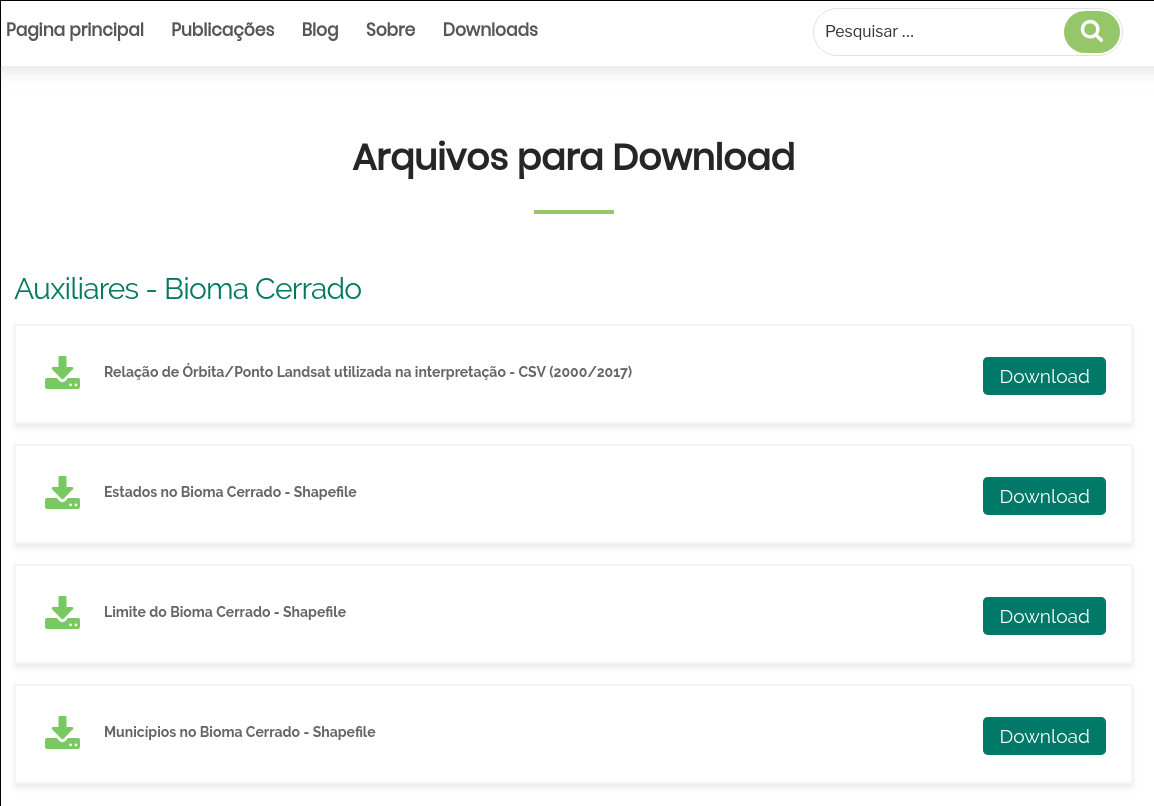 Pagina principal Publicações Blog Sobre Downloads Pesquisar ...
Arquivos para Download
Auxiliares - Bioma Cerrado
Relação de Órbita/Ponto Landsat utilizada na interpretação - CSV (2000/2017) Download
Estados no Bioma Cerrado - Shapefile Download
Limite do Bioma Cerrado - Shapefile Download
Municípios no Bioma Cerrado - Shapefile Download